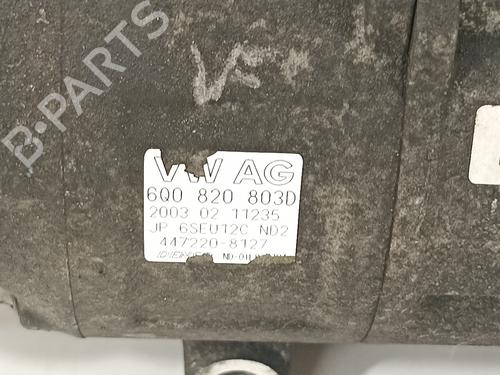 B-PARTS
VW AG
6Q0 820 803D
2003 02 11235
JP 6SEU12C ND2
447220-8127